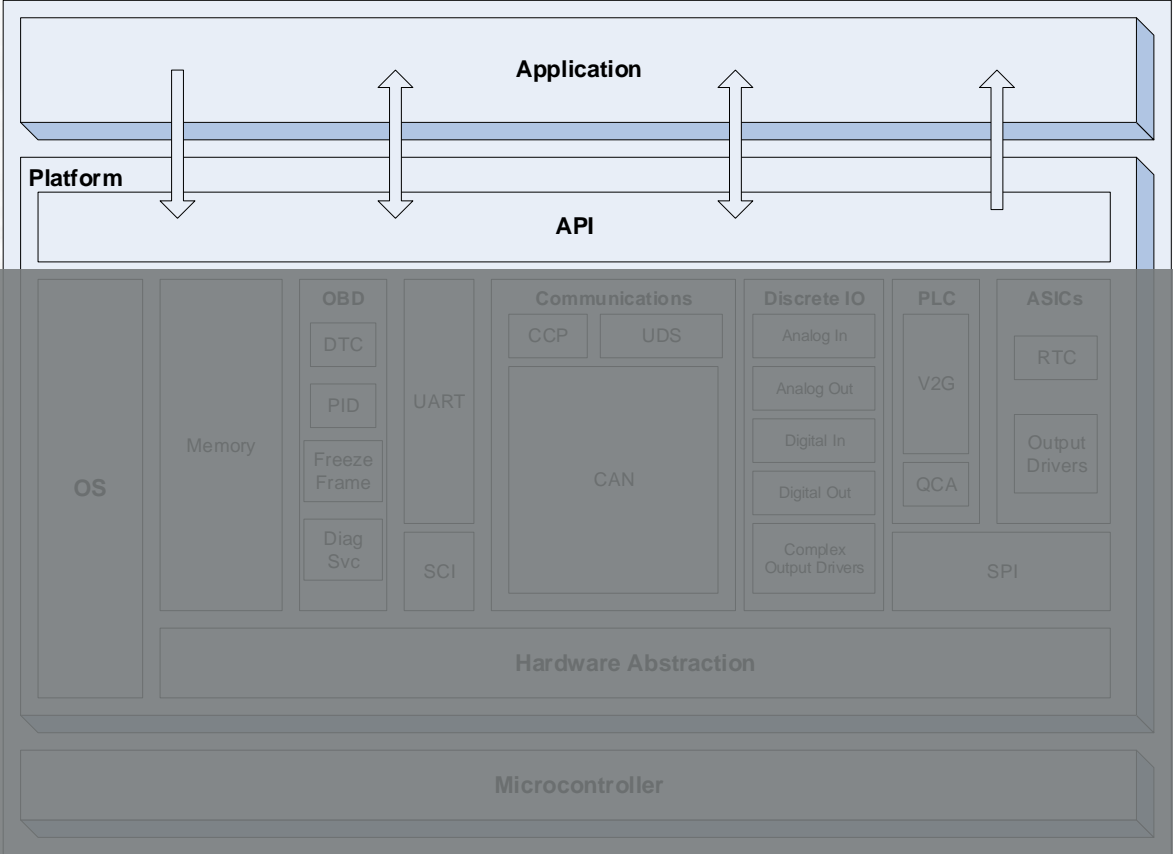 Application
Platform
API
OS
Memory
OBD
DTC
PID
Freeze
Frame
Diag
Svc
UART
SCI
Communications
CCP
UDS
CAN
Discrete IO
Analog In
Analog Out
Digital In
Digital Out
Complex
Output Drivers
PLC
V2G
QCA
ASICs
RTC
Output
Drivers
SPI
Hardware Abstraction
Microcontroller